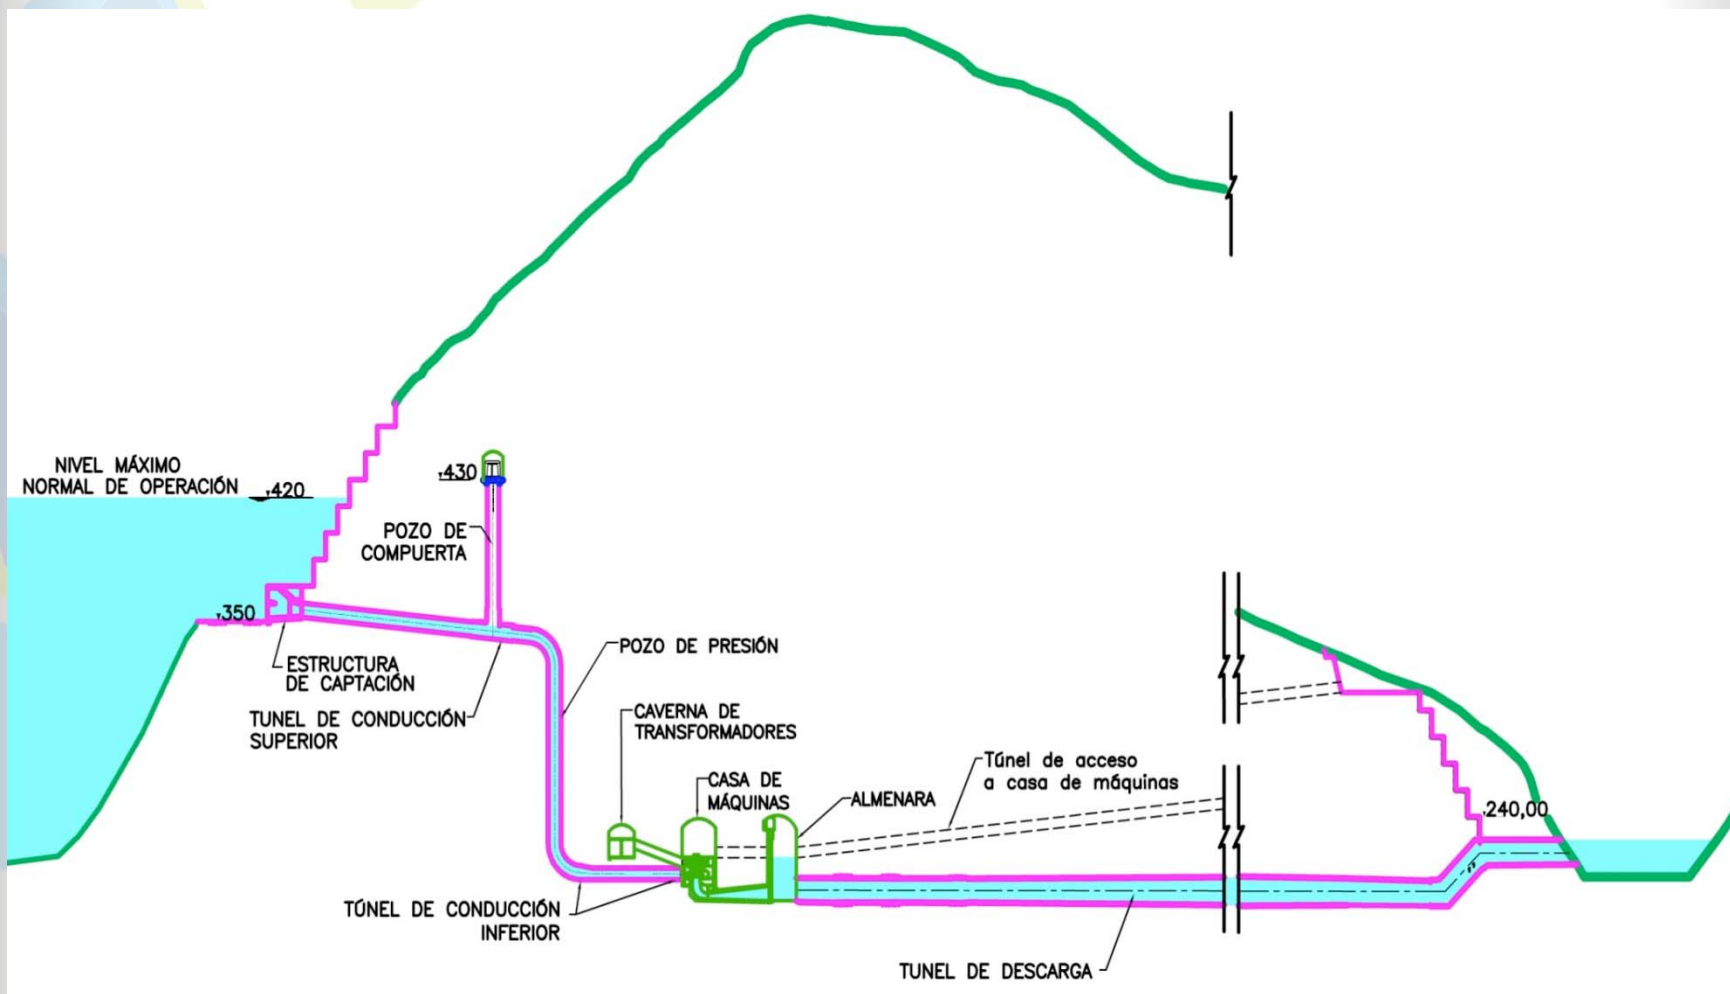 NIVEL MÁXIMO
NORMAL DE OPERACIÓN
420
430
POZO DE
COMPUERTA
350
ESTRUCTURA
DE CAPTACIÓN
TUNEL DE CONDUCCIÓN
SUPERIOR
POZO DE PRESIÓN
CAVERNA DE
TRANSFORMADORES
CASA DE
MÁQUINAS
ALMENARA
Túnel de acceso
a casa de máquinas
240,00
TÚNEL DE CONDUCCIÓN
INFERIOR
TUNEL DE DESCARGA